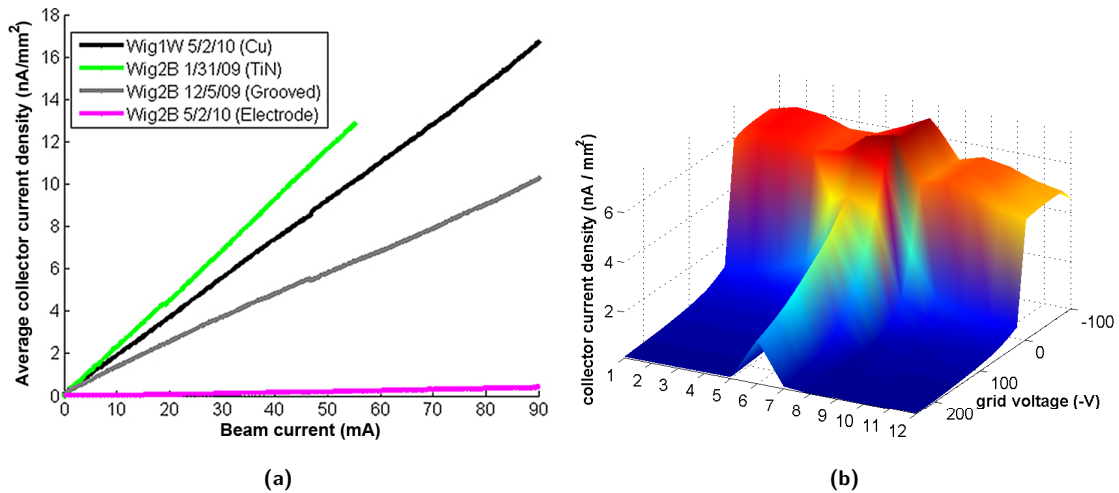 18
16
14
12
10
8
6
4
2
0
Average collector current density (nA/mm²)
Wig1W 5/2/10 (Cu)
Wig2B 1/31/09 (TiN)
Wig2B 12/5/09 (Grooved)
Wig2B 5/2/10 (Electrode)
0 10 20 30 40 50 60 70 80 90
Beam current (mA)
(a)
collector current density (nA / mm²)
6
4
2
1 2 3 4 5 6 7 8 9 10 11 12
-100
0
100
200
grid voltage (-V)
(b)